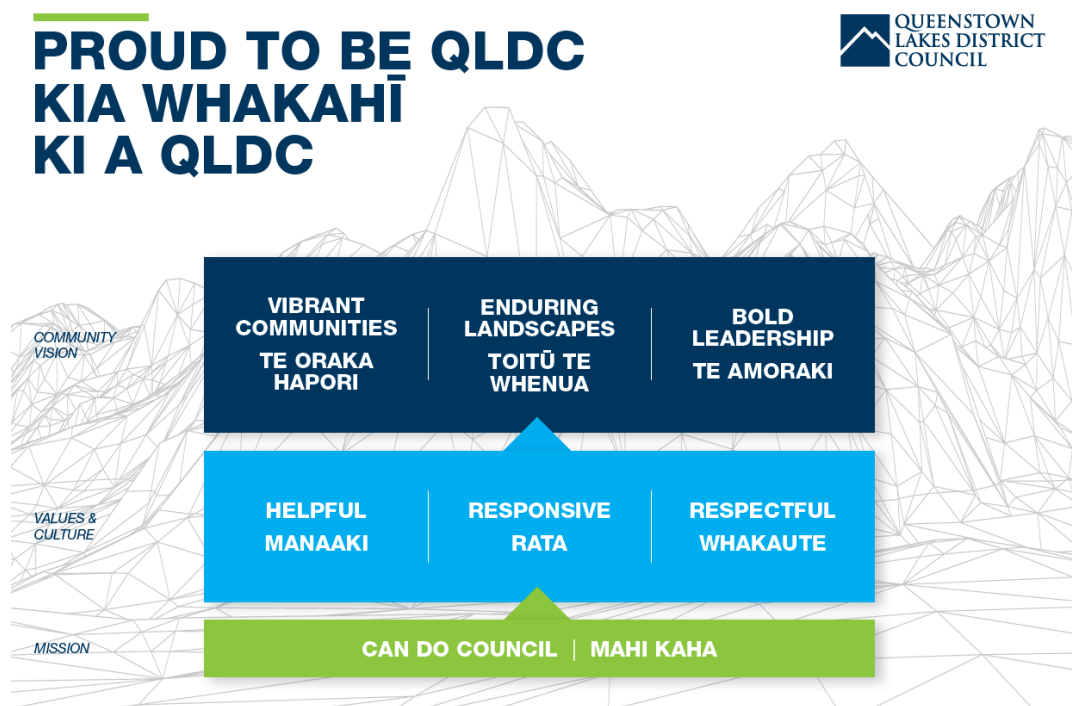 PROUD TO BE QLDC
KIA WHAKAHĪ
KI A QLDC
QUEENSTOWN
LAKES DISTRICT
COUNCIL
COMMUNITY
VISION
VIBRANT
COMMUNITIES
TE ORAKA
HAPORI
ENDURING
LANDSCAPES
TOITŪ TE
WHENUA
BOLD
LEADERSHIP
TE AMORAKI
VALUES &
CULTURE
HELPFUL
MANAAKI
RESPONSIVE
RATA
RESPECTFUL
WHAKAUTE
MISSION
CAN DO COUNCIL | MAHI KAHA